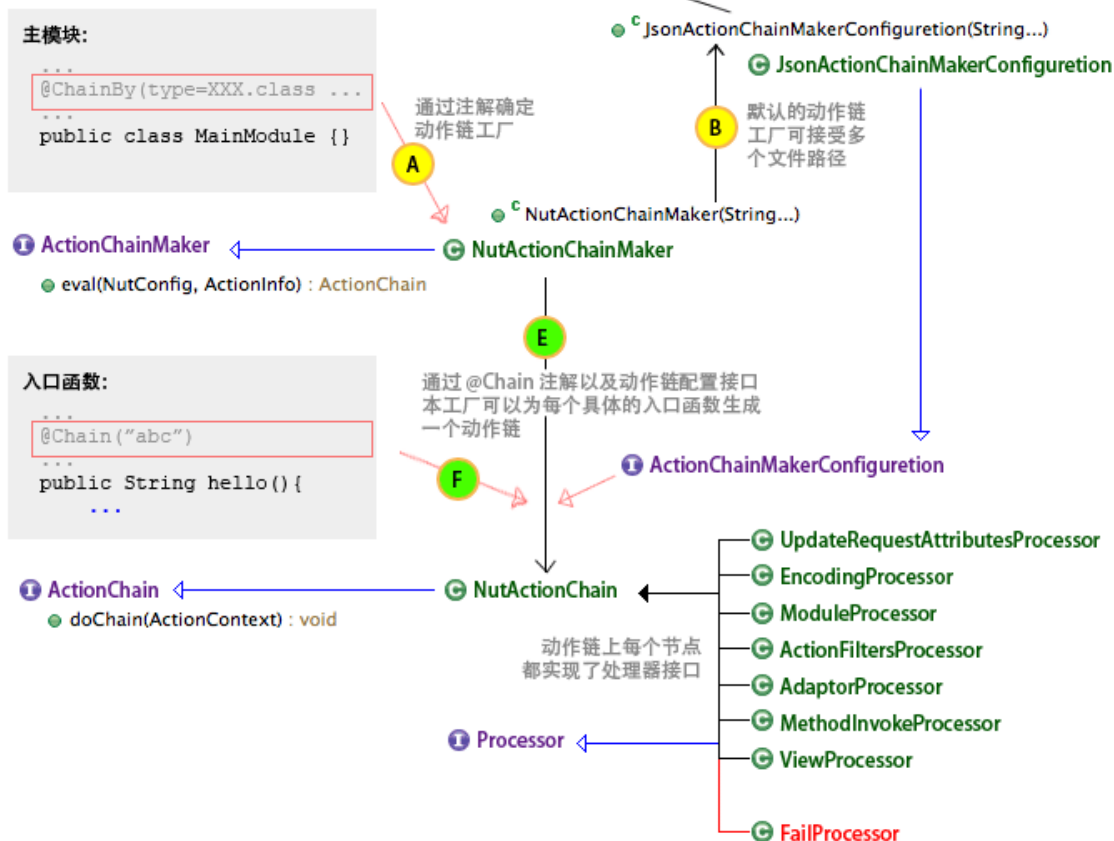 主模块:
...
@ChainBy(type=XXX.class ...
...
public class MainModule {}
通过注解确定
动作链工厂
A
C JsonActionChainMakerConfiguretion(String...)
C JsonActionChainMakerConfiguretion
B
默认的动作链
工厂可接受多
个文件路径
C NutActionChainMaker(String...)
I ActionChainMaker
C NutActionChainMaker
eval(NutConfig, ActionInfo) : ActionChain
E
入口函数:
...
@Chain("abc")
...
public String hello(){
...
通过 @Chain 注解以及动作链配置接口
本工厂可以为每个具体的入口函数生成
一个动作链
F
I ActionChainMakerConfiguretion
I ActionChain
C NutActionChain
doChain(ActionContext) : void
动作链上每个节点
都实现了处理器接口
I Processor
C UpdateRequestAttributesProcessor
C EncodingProcessor
C ModuleProcessor
C ActionFiltersProcessor
C AdaptorProcessor
C MethodInvokeProcessor
C ViewProcessor
C FailProcessor